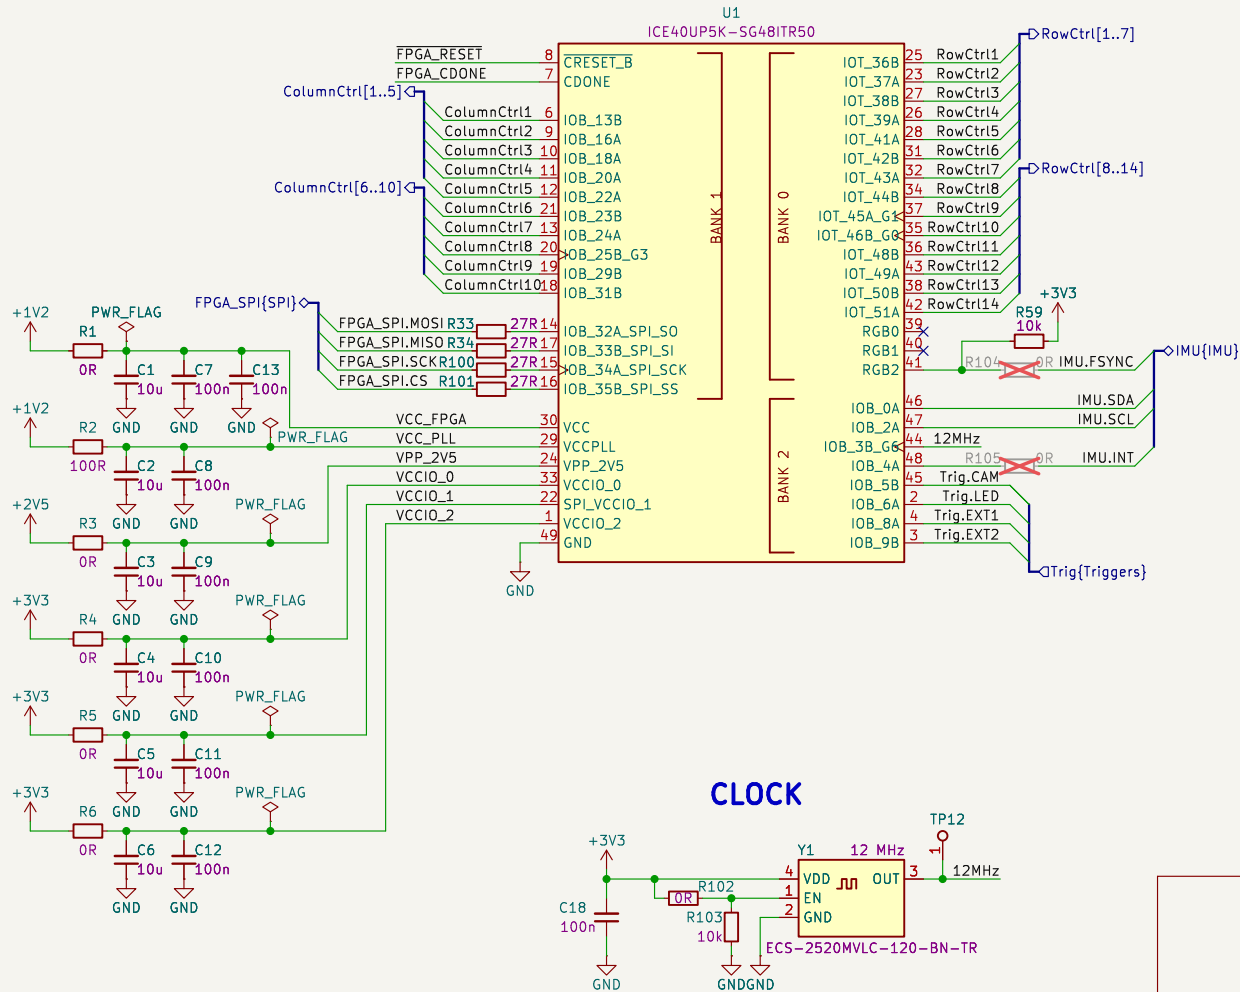 U1
ICE40UP5K-SG48ITR50
FPGA_RESET 8 CRESET_B
FPGA_CDONE 7 CDONE
ColumnCtrl[1..5]
ColumnCtrl1 6 IOB_13B
ColumnCtrl2 9 IOB_16A
ColumnCtrl3 10 IOB_18A
ColumnCtrl4 11 IOB_20A
ColumnCtrl[6..10]
ColumnCtrl5 12 IOB_22A
ColumnCtrl6 21 IOB_23B
ColumnCtrl7 13 IOB_24A
ColumnCtrl8 20 IOB_25B_G3
ColumnCtrl9 19 IOB_29B
ColumnCtrl10 18 IOB_31B
FPGA_SPI{SPI}
FPGA_SPI.MOSI R33 27R 14 IOB_32A_SPI_SO
FPGA_SPI.MISO R34 27R 17 IOB_33B_SPI_SI
FPGA_SPI.SCK R100 27R 15 IOB_34A_SPI_SCK
FPGA_SPI.CS R101 27R 16 IOB_35B_SPI_SS
VCC_FPGA 30 VCC
VCC_PLL 29 VCCPLL
VPP_2V5 24 VPP_2V5
VCCIO_0 33 VCCIO_0
VCCIO_1 22 SPI_VCCIO_1
VCCIO_2 1 VCCIO_2
49 GND
GND
BANK 1
BANK 0
BANK 2
RowCtrl[1..7]
IOT_36B 25 RowCtrl1
IOT_37A 23 RowCtrl2
IOT_38B 27 RowCtrl3
IOT_39A 26 RowCtrl4
IOT_41A 28 RowCtrl5
IOT_42B 31 RowCtrl6
IOT_43A 32 RowCtrl7
RowCtrl[8..14]
IOT_44B 34 RowCtrl8
IOT_45A_G1 37 RowCtrl9
IOT_46B_G0 35 RowCtrl10
IOT_48B 36 RowCtrl11
IOT_49A 43 RowCtrl12
IOT_50B 38 RowCtrl13
IOT_51A 42 RowCtrl14
RGB0 39
RGB1 40
RGB2 41
+3V3
R59
10k
R104 0R IMU.FSYNC
IMU{IMU}
IOB_0A 46 IMU.SDA
IOB_2A 47 IMU.SCL
IOB_3B_G6 44 12MHz
IOB_4A 48 R105 0R IMU.INT
IOB_5B 45 Trig.CAM
IOB_6A 2 Trig.LED
IOB_8A 4 Trig.EXT1
IOB_9B 3 Trig.EXT2
Trig{Triggers}
+1V2 PWR_FLAG
R1
0R
C1 C7 C13
10u 100n 100n
GND GND GND
+1V2 PWR_FLAG
R2
100R
C2 C8
10u 100n
GND GND
+2V5 PWR_FLAG
R3
0R
C3 C9
10u 100n
GND GND
+3V3 PWR_FLAG
R4
0R
C4 C10
10u 100n
GND GND
+3V3 PWR_FLAG
R5
0R
C5 C11
10u 100n
GND GND
+3V3 PWR_FLAG
R6
0R
C6 C12
10u 100n
GND GND
CLOCK
TP12
1
+3V3 Y1 12 MHz
4 VDD OUT 3 12MHz
R102
0R 1 EN
C18 2 GND
100n R103
10k
ECS-2520MVLC-120-BN-TR
GND GND GND